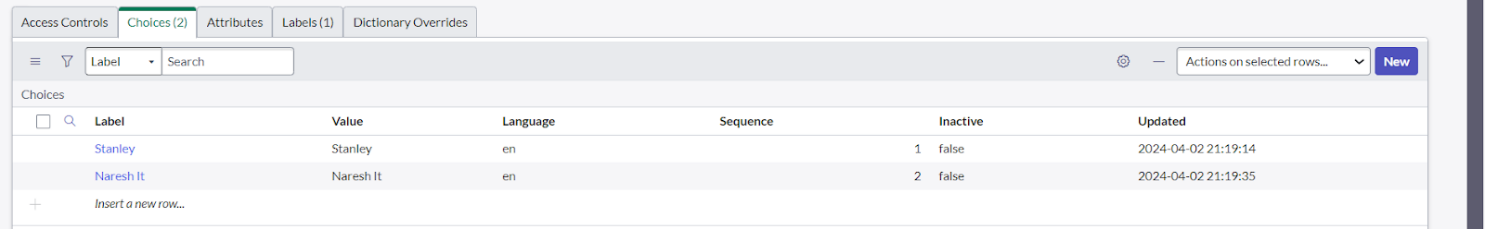 Access Controls Choices (2) Attributes Labels (1) Dictionary Overrides
Label Search Actions on selected rows... New
Choices
Label Value Language Sequence Inactive Updated
Stanley Stanley en 1 false 2024-04-02 21:19:14
Naresh It Naresh It en 2 false 2024-04-02 21:19:35
Insert a new row...